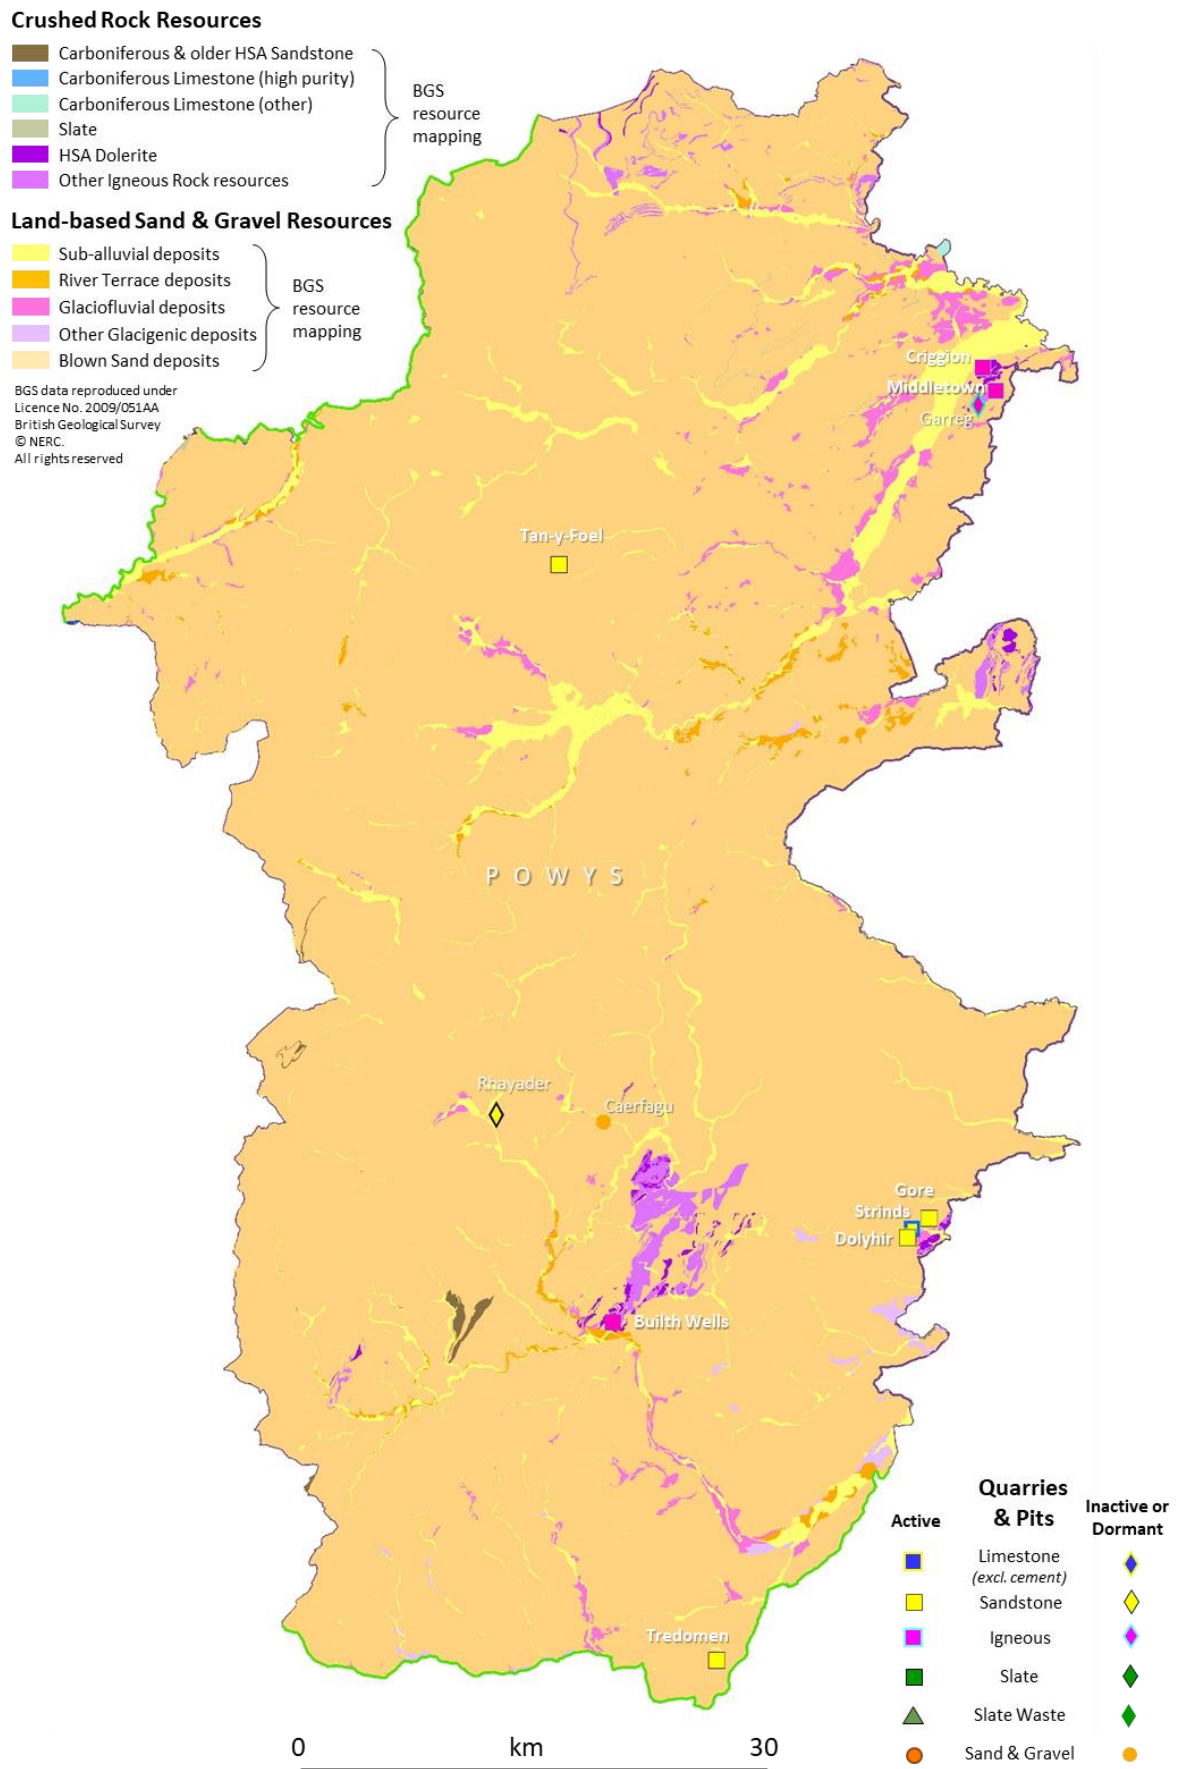 Crushed Rock Resources
Carboniferous & older HSA Sandstone
Carboniferous Limestone (high purity)
Carboniferous Limestone (other)
Slate
HSA Dolerite
Other Igneous Rock resources
BGS
resource
mapping
Land-based Sand & Gravel Resources
Sub-alluvial deposits
River Terrace deposits
Glaciofluvial deposits
Other Glacigenic deposits
Blown Sand deposits
BGS
resource
mapping
BGS data reproduced under
Licence No. 2009/051AA
British Geological Survey
© NERC.
All rights reserved
Criggion
Middletown
Garreg
Tan-y-Foel
POWYS
Rhayader
Caerfagu
Gore
Strinds
Dolyhir
Builth Wells
Tredomen
Quarries
& Pits
Active
Inactive or
Dormant
Limestone
(excl. cement)
Sandstone
Igneous
Slate
Slate Waste
Sand & Gravel
0 km 30